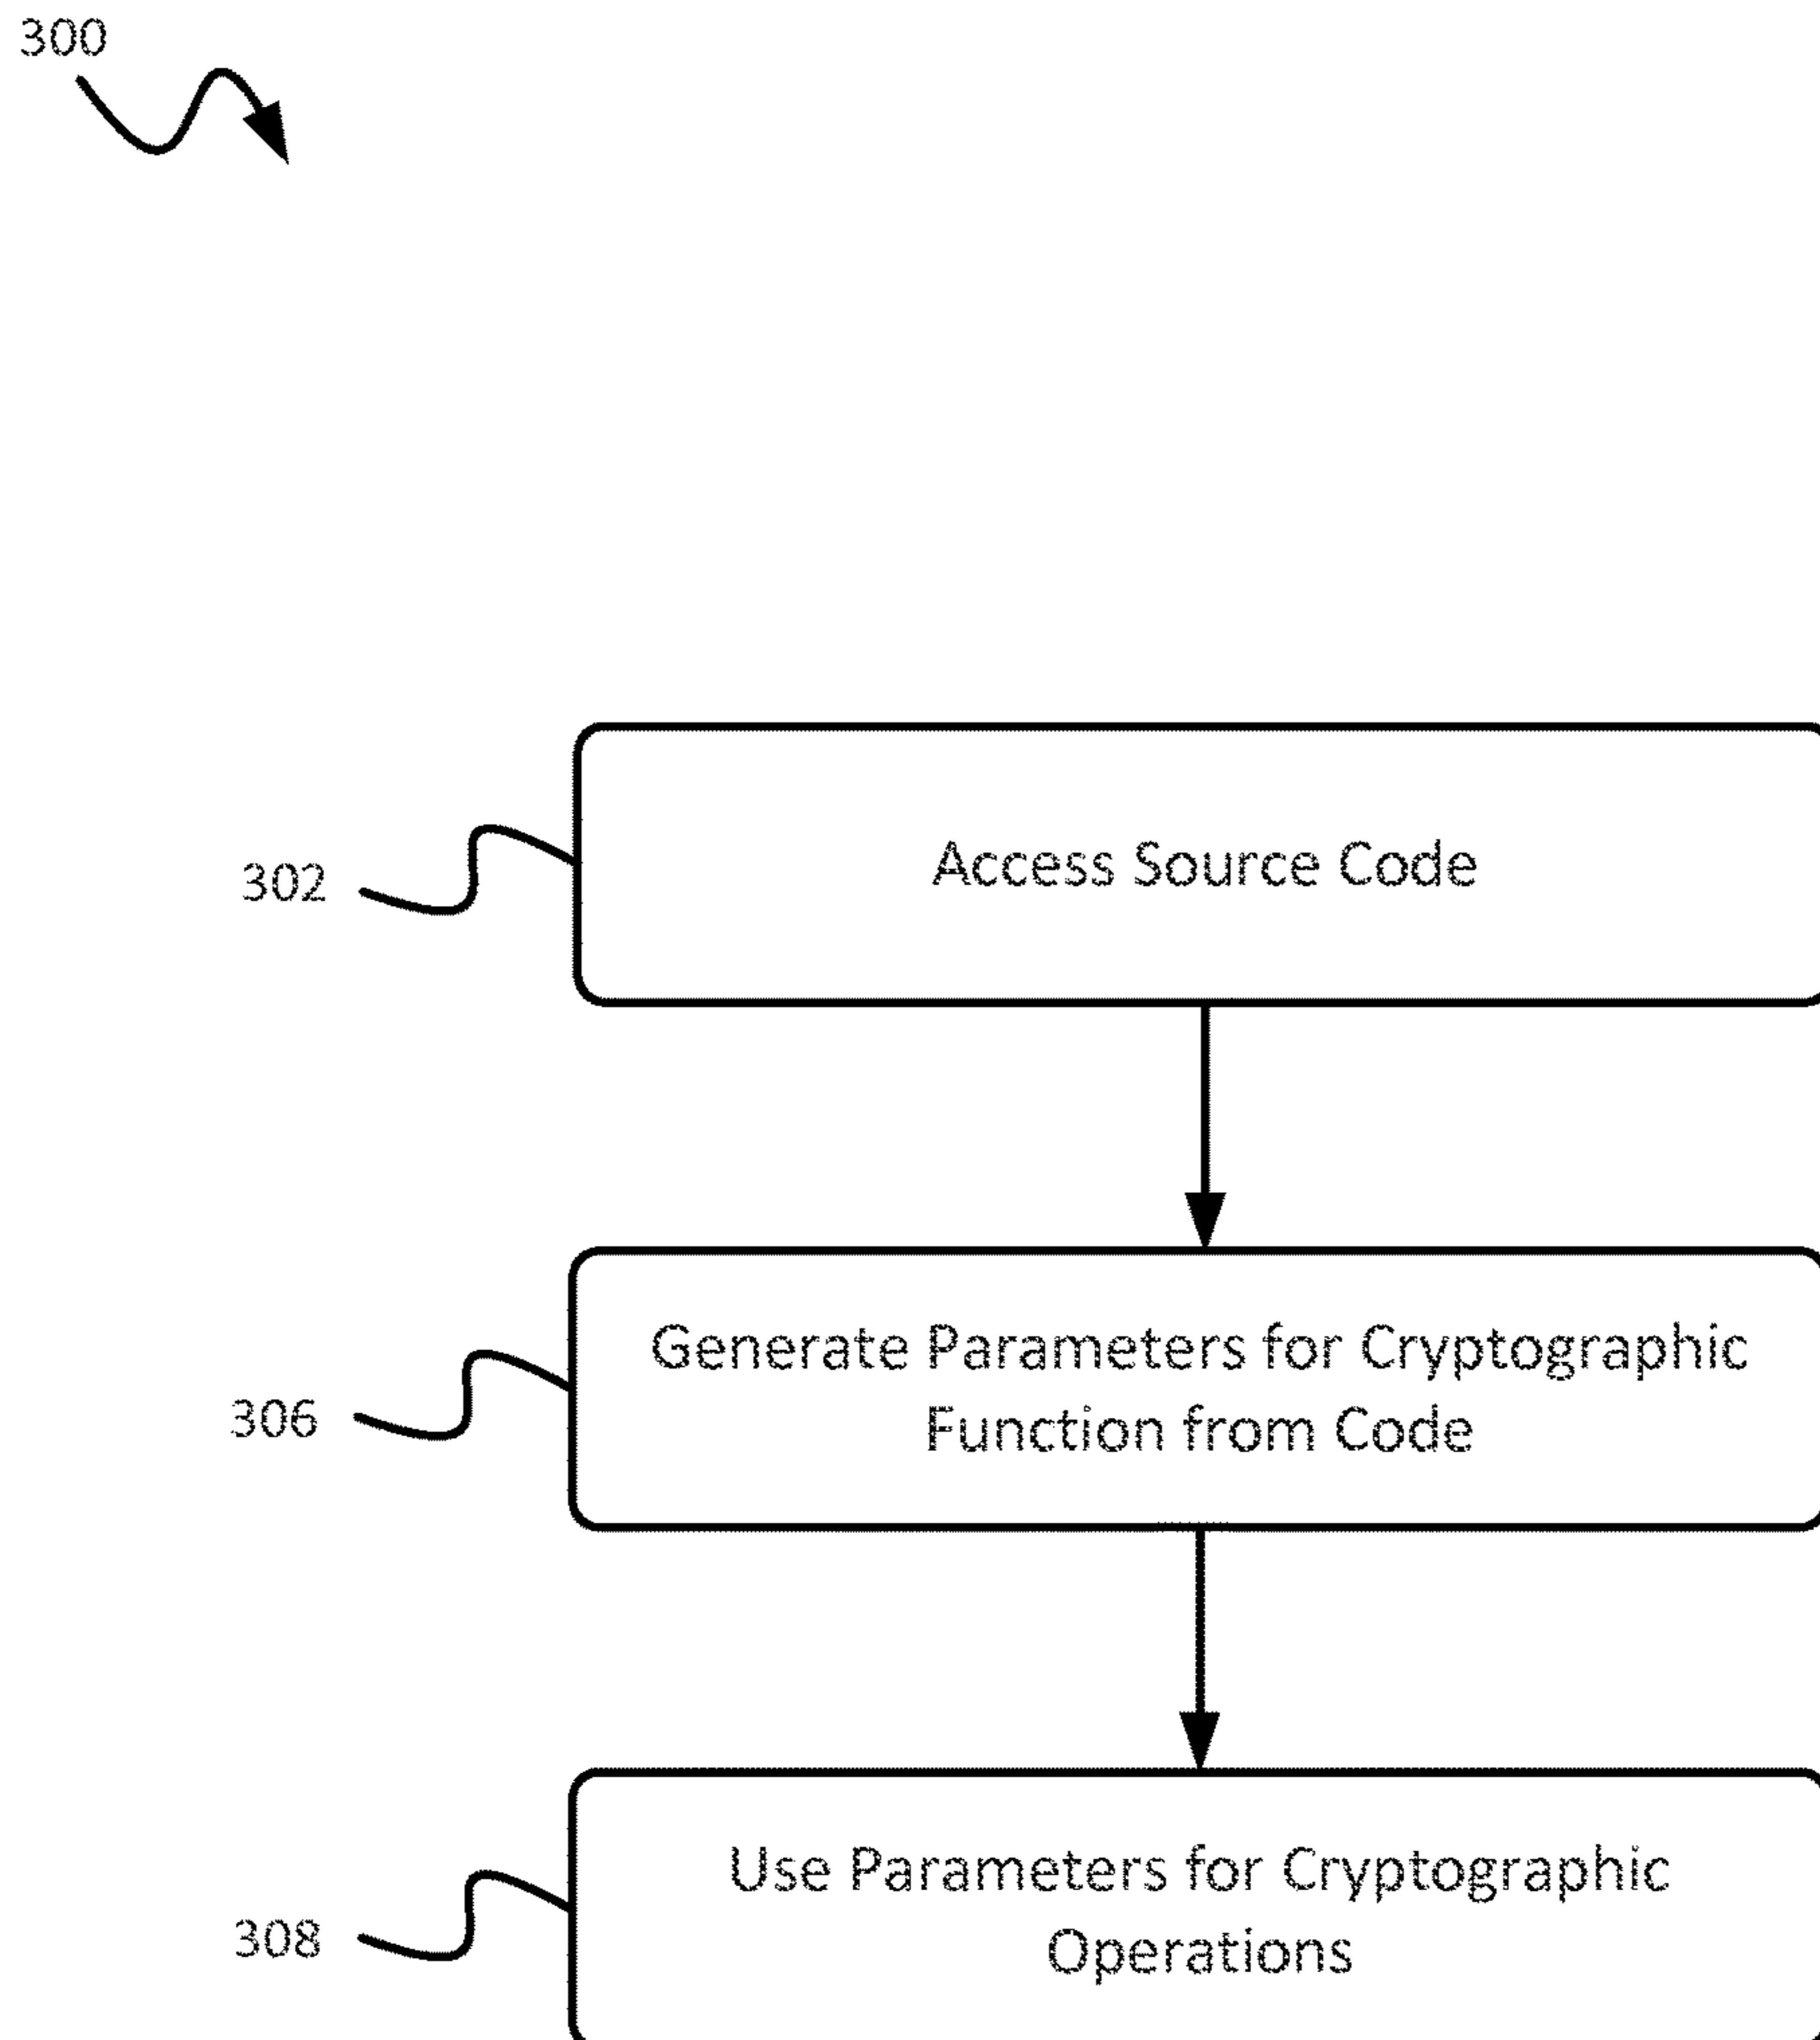 300
302
Access Source Code
306
Generate Parameters for Cryptographic
Function from Code
308
Use Parameters for Cryptographic
Operations